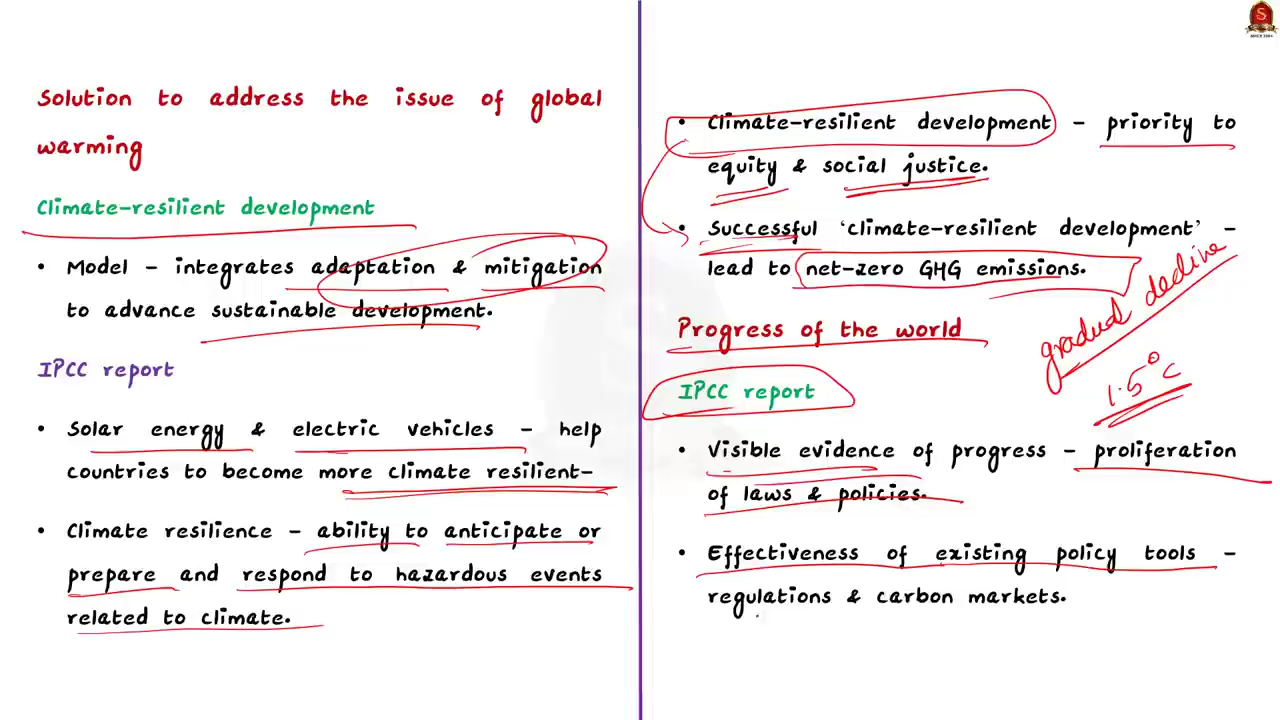 Solution to address the issue of global
warming
Climate-resilient development
• Model - integrates adaptation & mitigation
to advance sustainable development.
IPCC report
• Solar energy & electric vehicles - help
countries to become more climate resilient-
• Climate resilience - ability to anticipate or
prepare and respond to hazardous events
related to climate.
• Climate-resilient development - priority to
equity & social justice.
• Successful 'climate-resilient development' -
lead to net-zero GHG emissions.
gradual decline
1.5°C
Progress of the world
IPCC report
• Visible evidence of progress - proliferation
of laws & policies.
• Effectiveness of existing policy tools -
regulations & carbon markets.
S